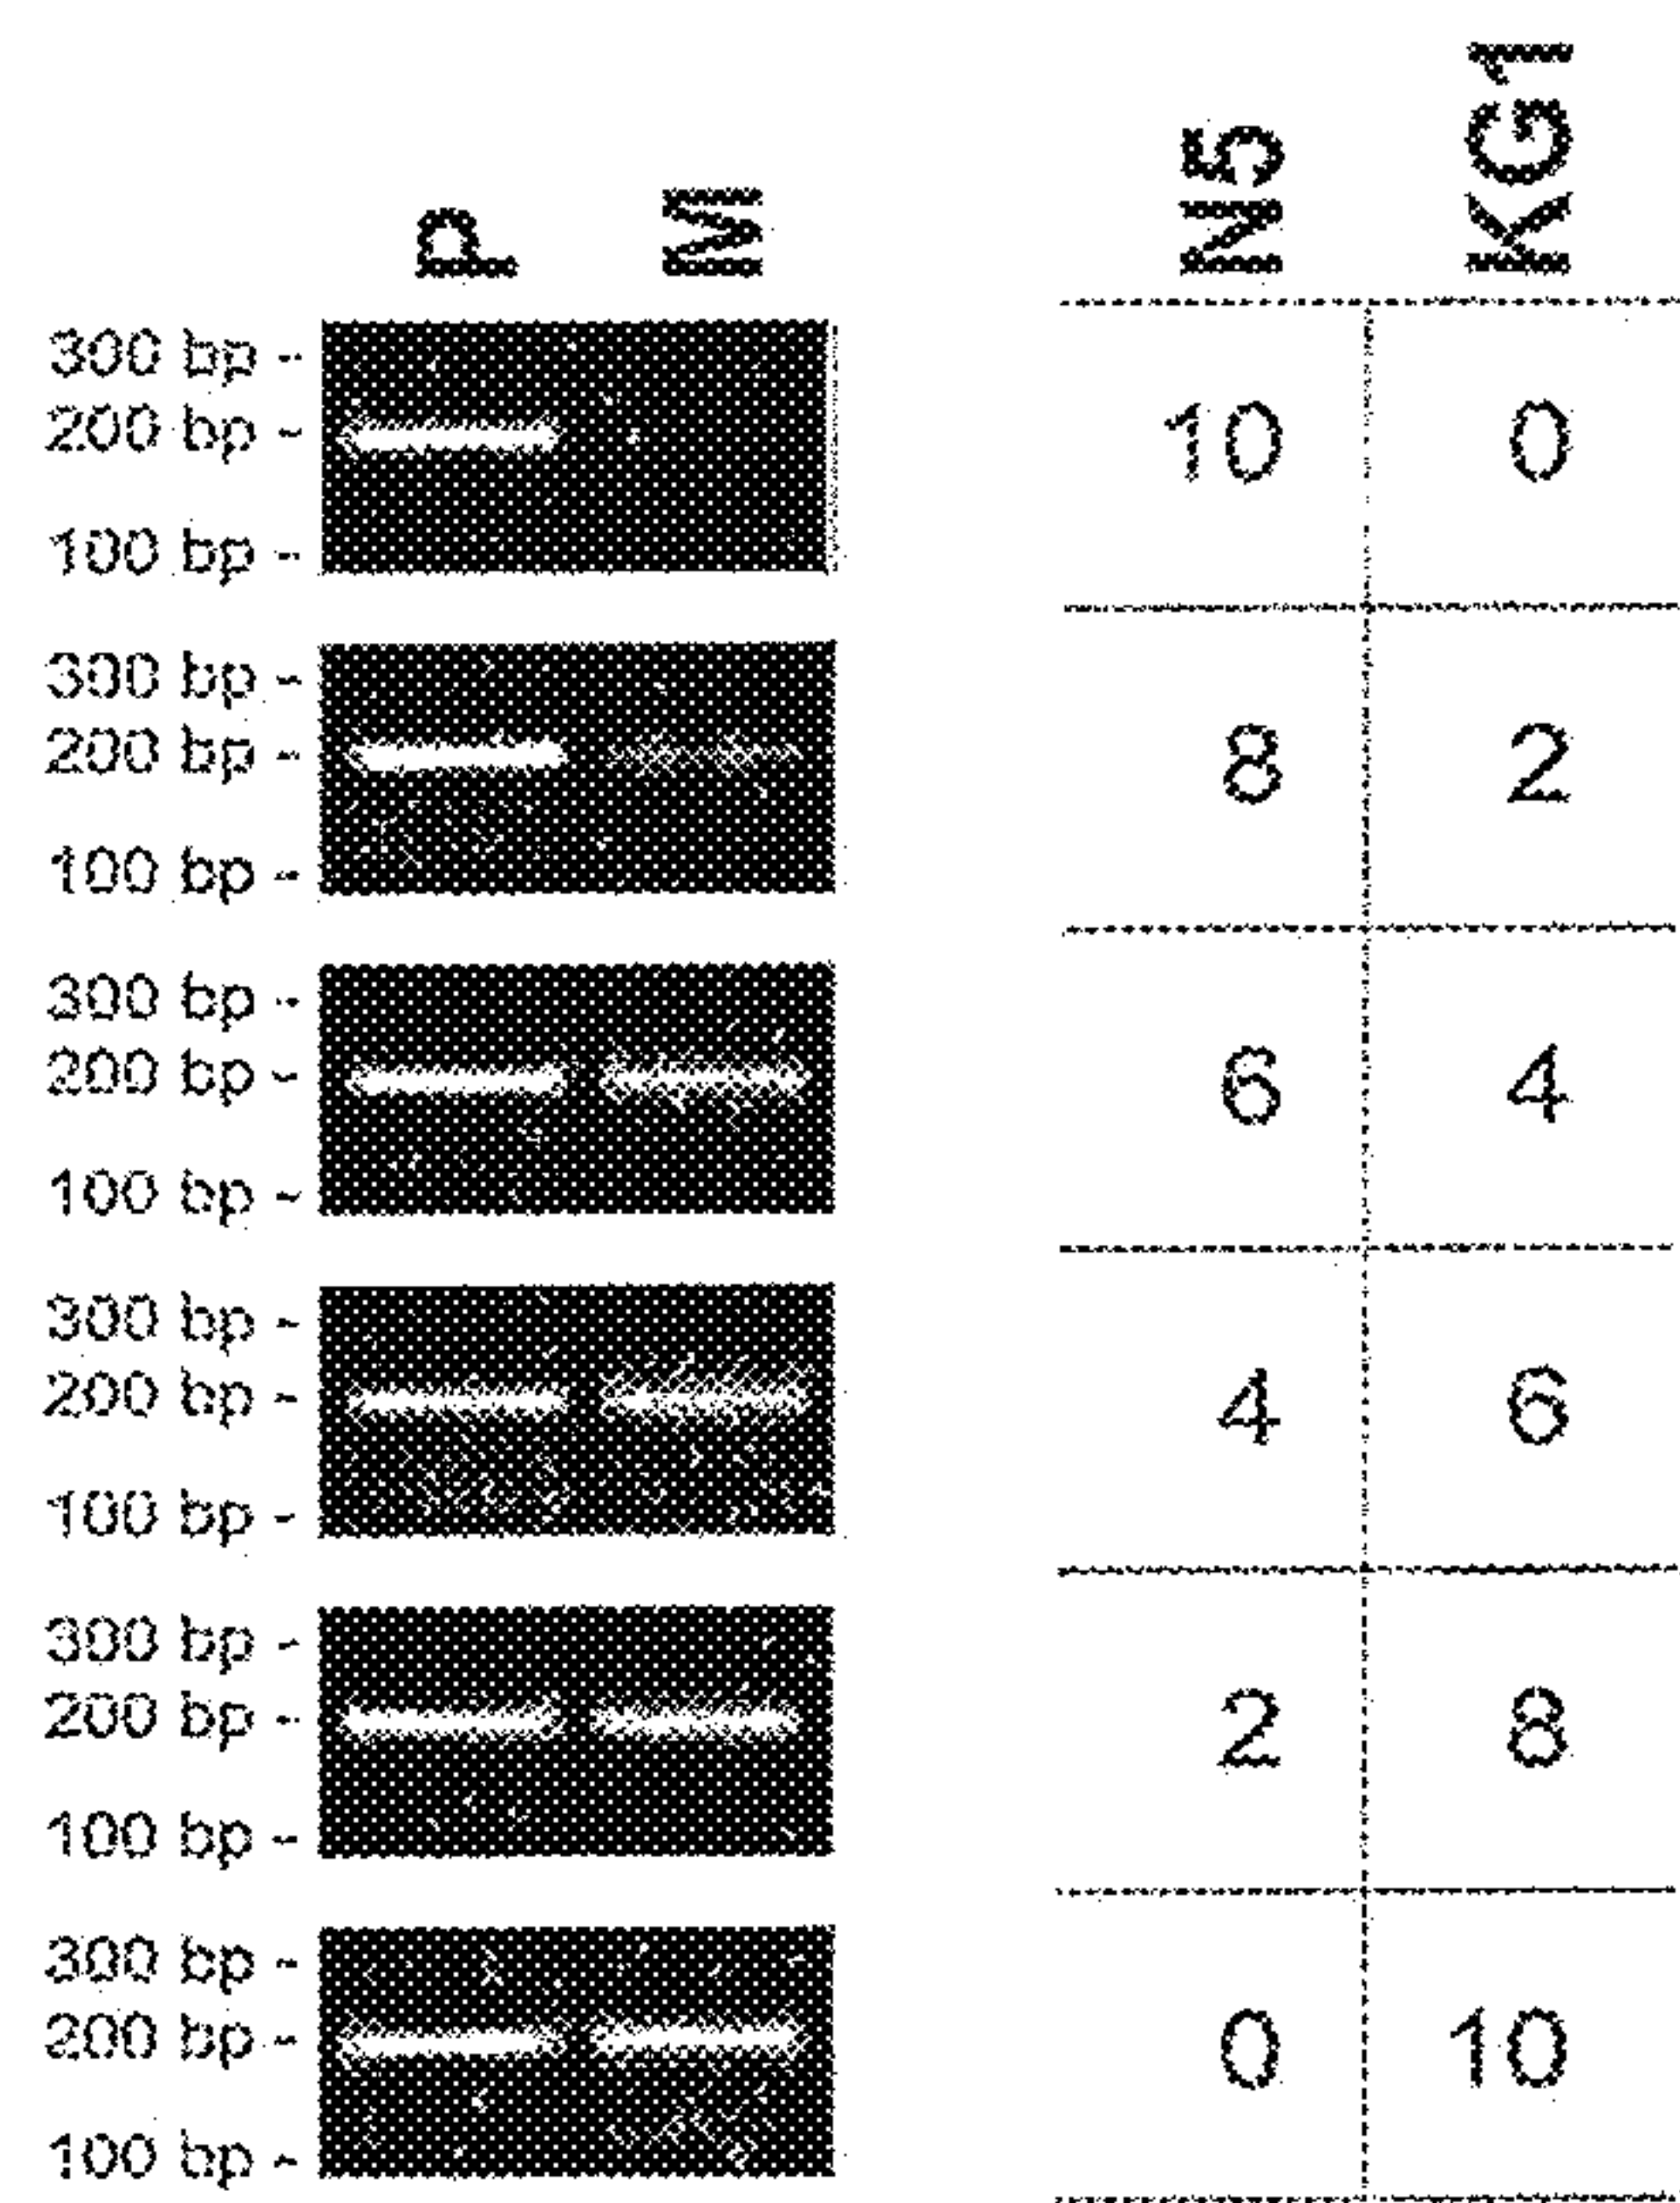 P M N5 KG1
300 bp -
200 bp - 10 0
100 bp -
300 bp -
200 bp - 8 2
100 bp -
300 bp -
200 bp - 6 4
100 bp -
300 bp -
200 bp - 4 6
100 bp -
300 bp -
200 bp - 2 8
100 bp -
300 bp -
200 bp - 0 10
100 bp -